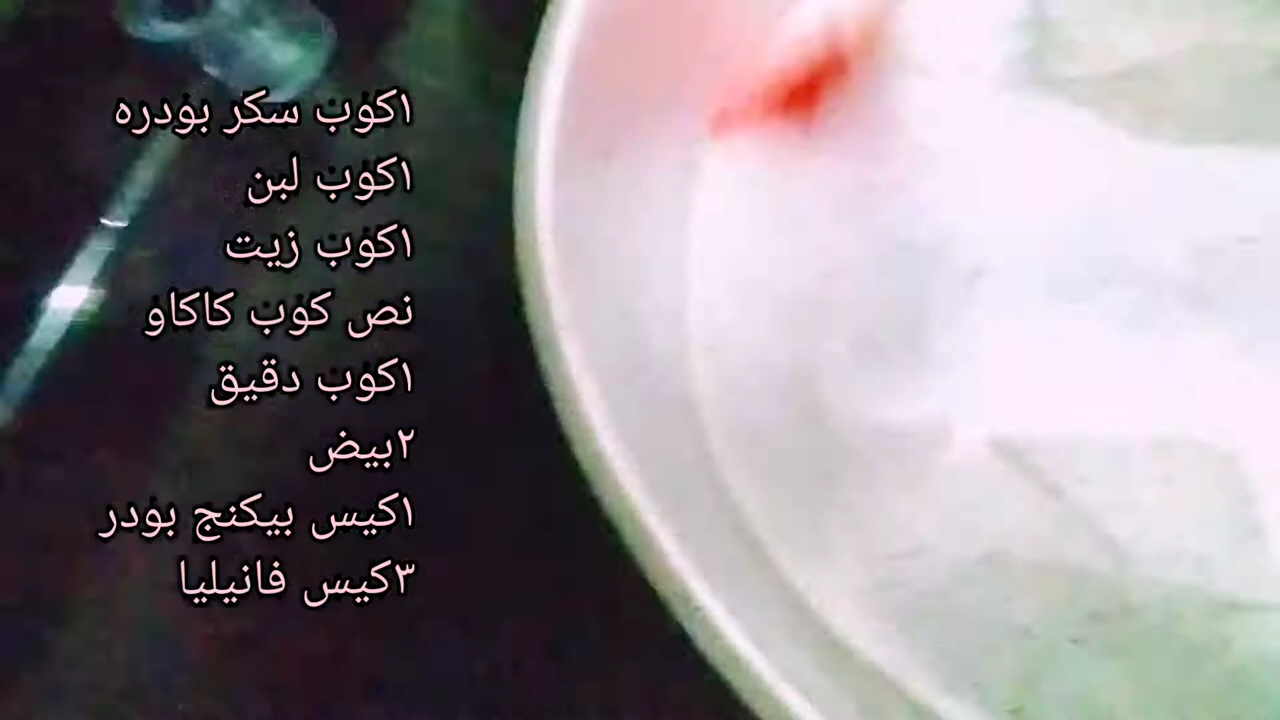 ١كوب سكر بودره
١كوب لبن
١كوب زيت
نص كوب كاكاو
١كوب دقيق
٢بيض
١كيس بيكنج بودر
٣كيس فانيليا